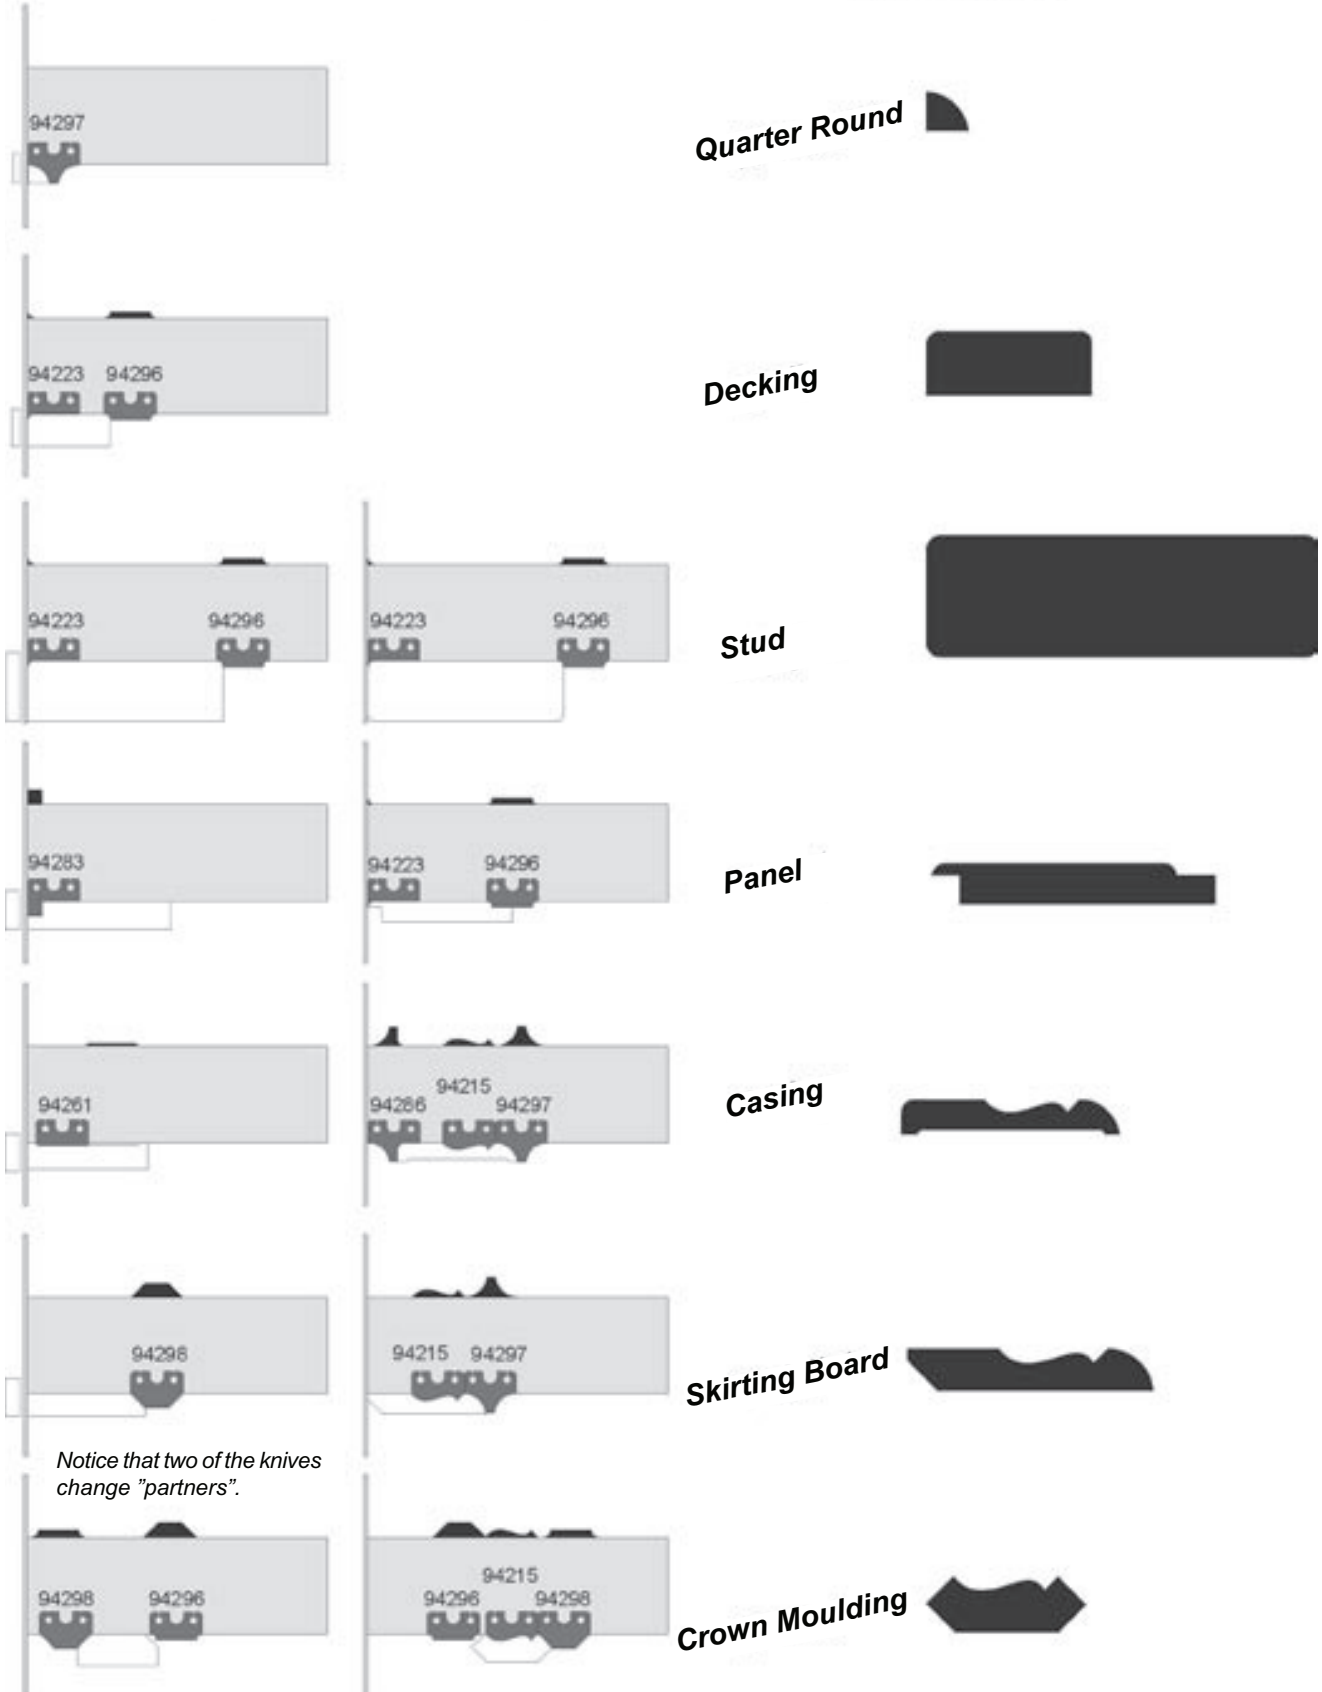 94297
Quarter Round
94223 94296
Decking
94223 94296 94223 94296
Stud
94283 94223 94296
Panel
94261 94286 94215 94297
Casing
94298 94215 94297
Skirting Board
Notice that two of the knives
change "partners".
94298 94296 94296 94215 94298
Crown Moulding